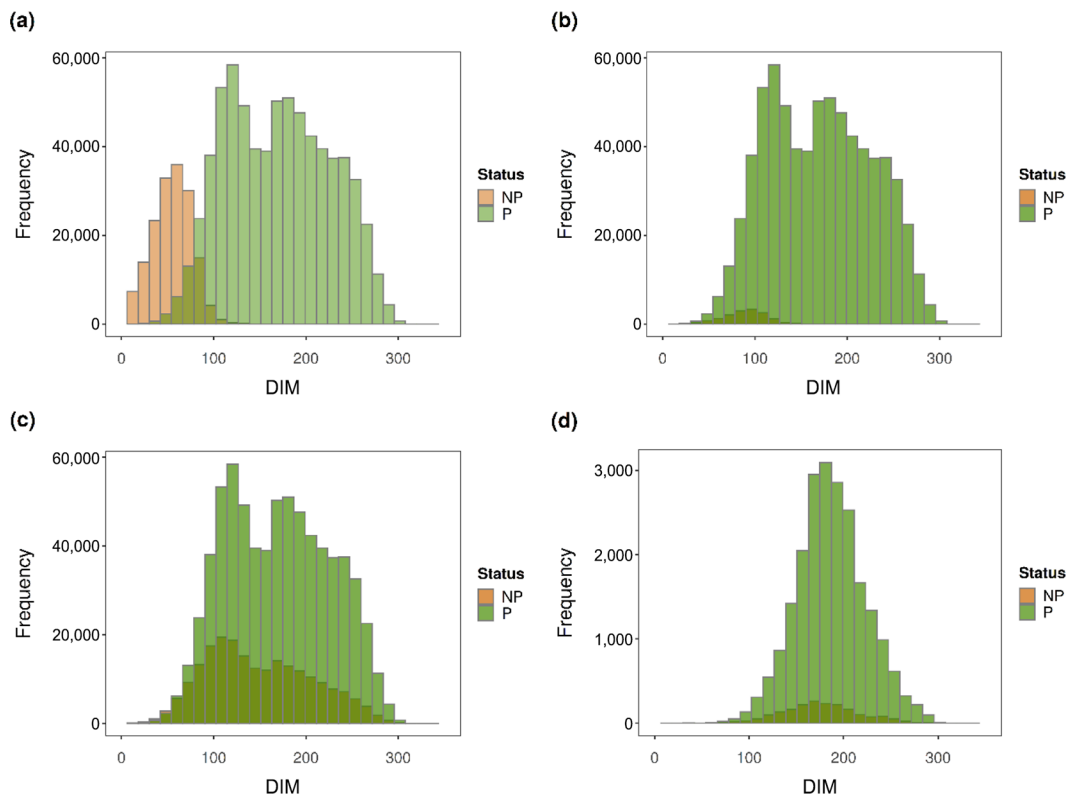 (a)
60,000
40,000
20,000
0
Frequency
0 100 200 300
DIM
Status
NP
P
(b)
60,000
40,000
20,000
0
Frequency
0 100 200 300
DIM
Status
NP
P
(c)
60,000
40,000
20,000
0
Frequency
0 100 200 300
DIM
Status
NP
P
(d)
3,000
2,000
1,000
0
Frequency
0 100 200 300
DIM
Status
NP
P